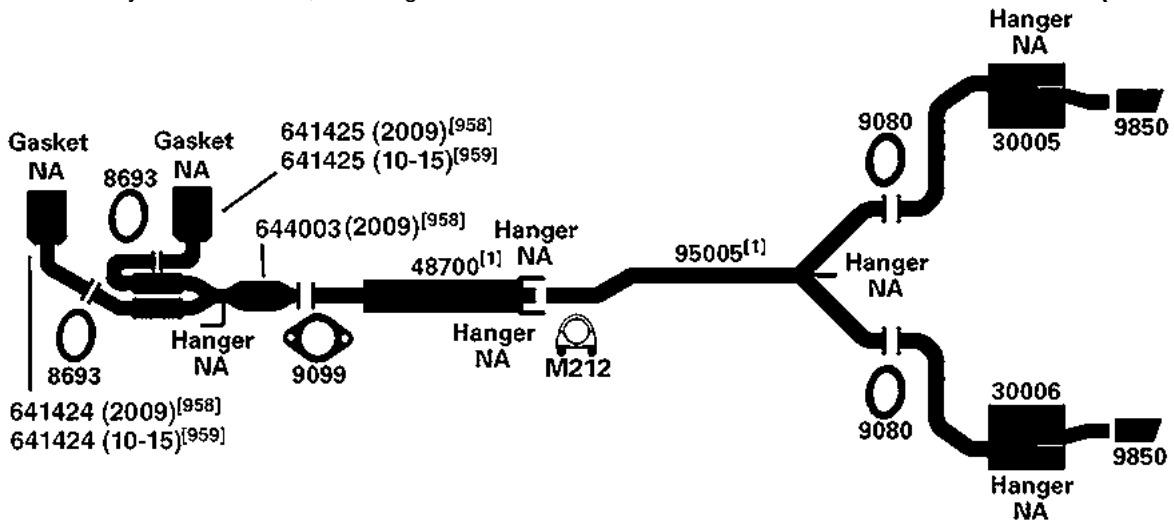 Hanger
NA
9850
30005
9080
641425 (2009)[958]
641425 (10-15)[959]
Gasket
NA
Gasket
NA
8693
644003 (2009)[958]
Hanger
NA
48700[1]
95005[1]
Hanger
NA
Hanger
NA
Hanger
NA
M212
9099
8693
641424 (2009)[958]
641424 (10-15)[959]
9080
30006
9850
Hanger
NA